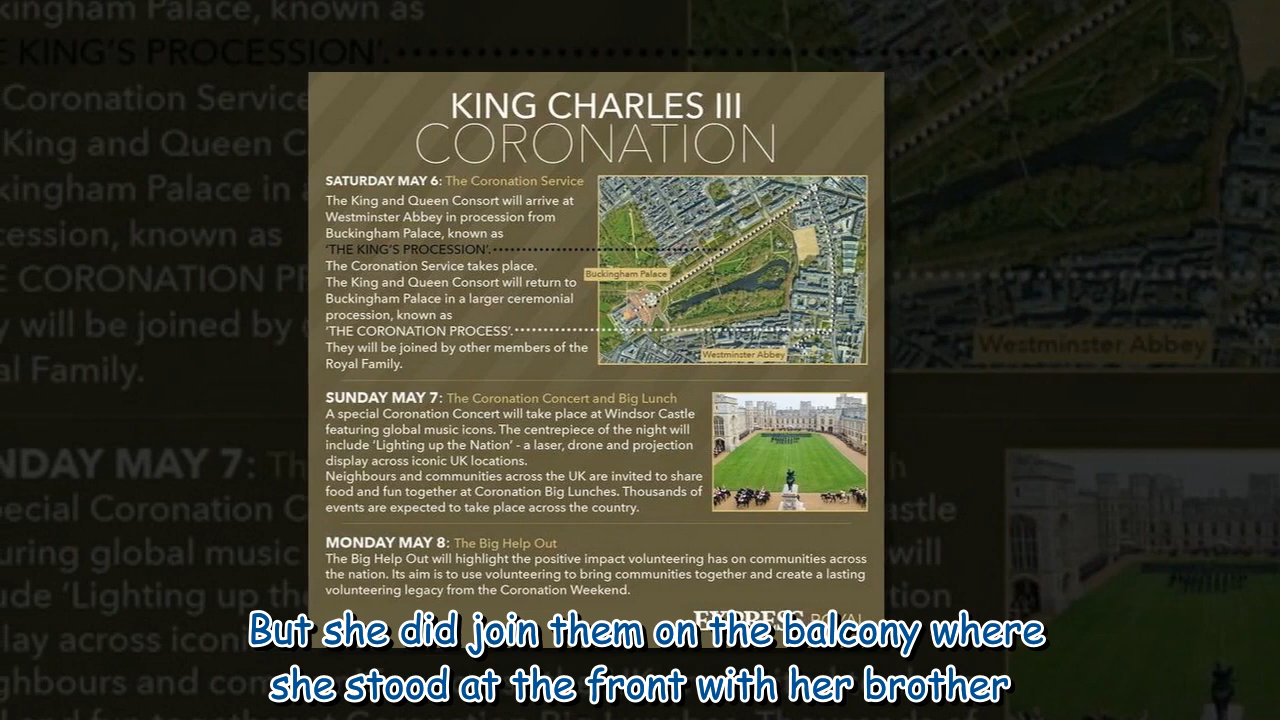 KING CHARLES III
CORONATION
SATURDAY MAY 6: The Coronation Service
The King and Queen Consort will arrive at
Westminster Abbey in procession from
Buckingham Palace, known as
'THE KING'S PROCESSION'.
The Coronation Service takes place.
The King and Queen Consort will return to
Buckingham Palace in a larger ceremonial
procession, known as
'THE CORONATION PROCESS'.
They will be joined by other members of the
Royal Family.
Buckingham Palace
Westminster Abbey
SUNDAY MAY 7: The Coronation Concert and Big Lunch
A special Coronation Concert will take place at Windsor Castle
featuring global music icons. The centrepiece of the night will
include 'Lighting up the Nation' - a laser, drone and projection
display across iconic UK locations.
Neighbours and communities across the UK are invited to share
food and fun together at Coronation Big Lunches. Thousands of
events are expected to take place across the country.
MONDAY MAY 8: The Big Help Out
The Big Help Out will highlight the positive impact volunteering has on communities across
the nation. Its aim is to use volunteering to bring communities together and create a lasting
volunteering legacy from the Coronation Weekend.
EXPRESS ROYAL
But she did join them on the balcony where
she stood at the front with her brother